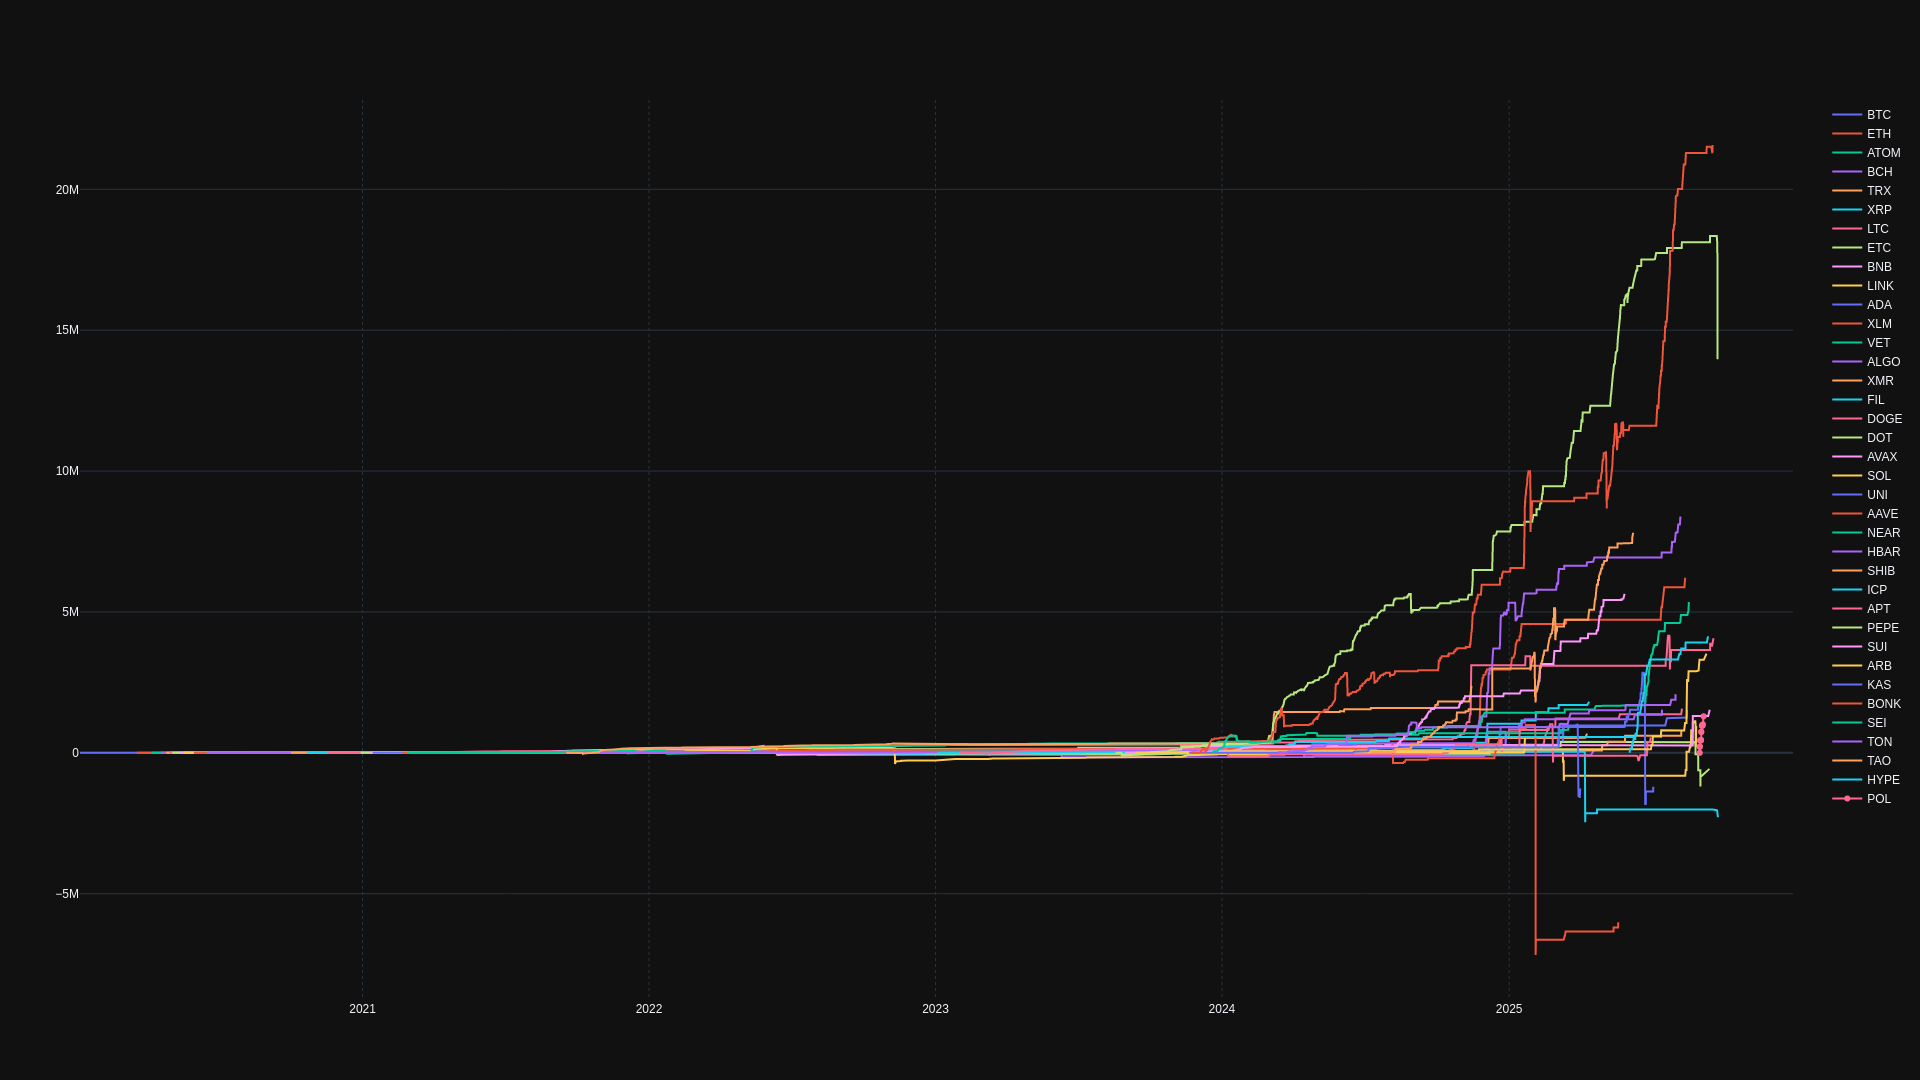 20M
15M
10M
5M
0
−5M
2021
2022
2023
2024
2025
BTC
ETH
ATOM
BCH
TRX
XRP
LTC
ETC
BNB
LINK
ADA
XLM
VET
ALGO
XMR
FIL
DOGE
DOT
AVAX
SOL
UNI
AAVE
NEAR
HBAR
SHIB
ICP
APT
PEPE
SUI
ARB
KAS
BONK
SEI
TON
TAO
HYPE
POL